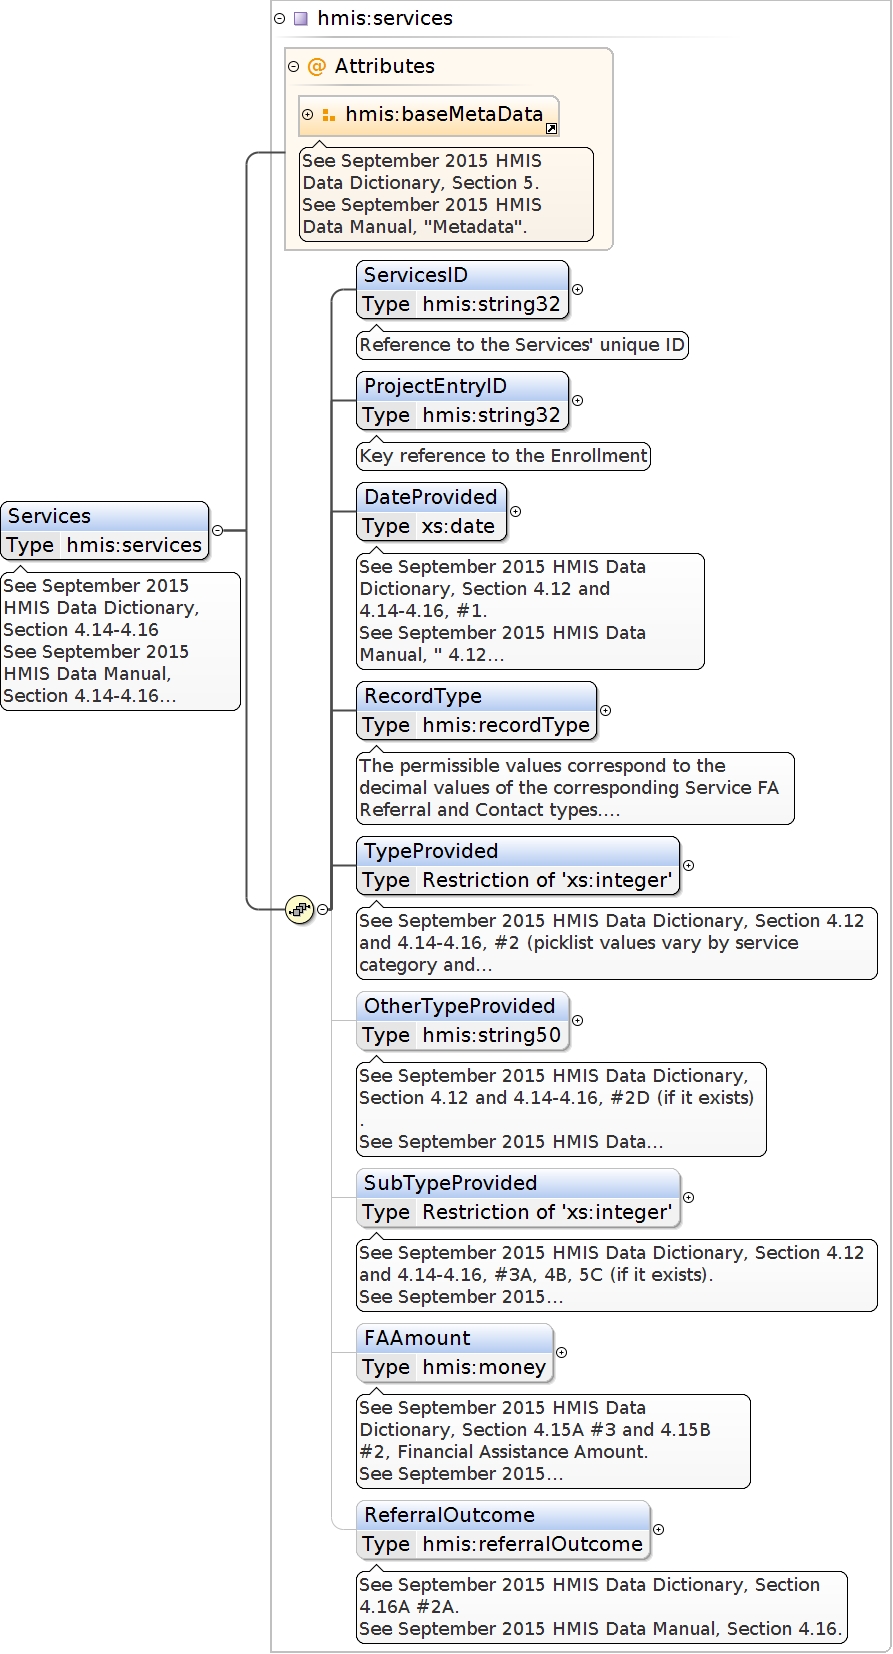 hmis:services
@ Attributes
hmis:baseMetaData
See September 2015 HMIS
Data Dictionary, Section 5.
See September 2015 HMIS
Data Manual, "Metadata".
ServicesID
Type hmis:string32
Reference to the Services' unique ID
ProjectEntryID
Type hmis:string32
Key reference to the Enrollment
Services
Type hmis:services
See September 2015
HMIS Data Dictionary,
Section 4.14-4.16
See September 2015
HMIS Data Manual,
Section 4.14-4.16...
DateProvided
Type xs:date
See September 2015 HMIS Data
Dictionary, Section 4.12 and
4.14-4.16, #1.
See September 2015 HMIS Data
Manual, " 4.12...
RecordType
Type hmis:recordType
The permissible values correspond to the
decimal values of the corresponding Service FA
Referral and Contact types....
TypeProvided
Type Restriction of 'xs:integer'
See September 2015 HMIS Data Dictionary, Section 4.12
and 4.14-4.16, #2 (picklist values vary by service
category and...
OtherTypeProvided
Type hmis:string50
See September 2015 HMIS Data Dictionary,
Section 4.12 and 4.14-4.16, #2D (if it exists)
.
See September 2015 HMIS Data...
SubTypeProvided
Type Restriction of 'xs:integer'
See September 2015 HMIS Data Dictionary, Section 4.12
and 4.14-4.16, #3A, 4B, 5C (if it exists).
See September 2015...
FAAmount
Type hmis:money
See September 2015 HMIS Data
Dictionary, Section 4.15A #3 and 4.15B
#2, Financial Assistance Amount.
See September 2015...
ReferralOutcome
Type hmis:referralOutcome
See September 2015 HMIS Data Dictionary, Section
4.16A #2A.
See September 2015 HMIS Data Manual, Section 4.16.